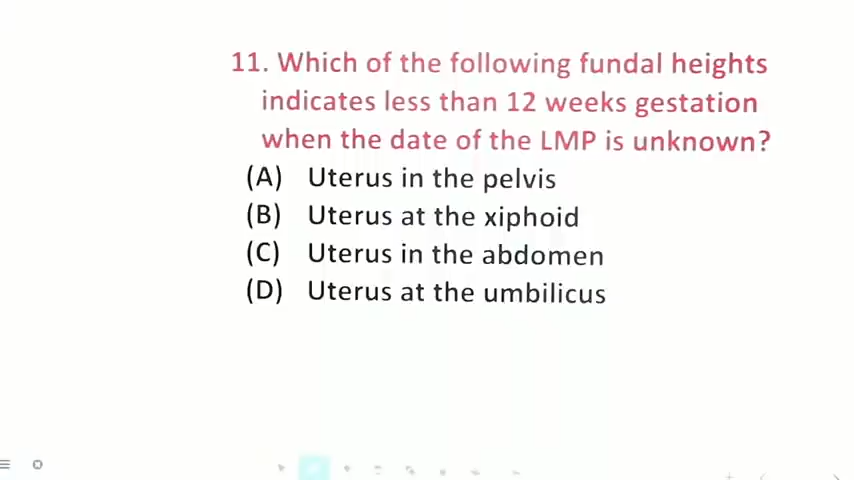 11. Which of the following fundal heights
indicates less than 12 weeks gestation
when the date of the LMP is unknown?
(A) Uterus in the pelvis
(B) Uterus at the xiphoid
(C) Uterus in the abdomen
(D) Uterus at the umbilicus